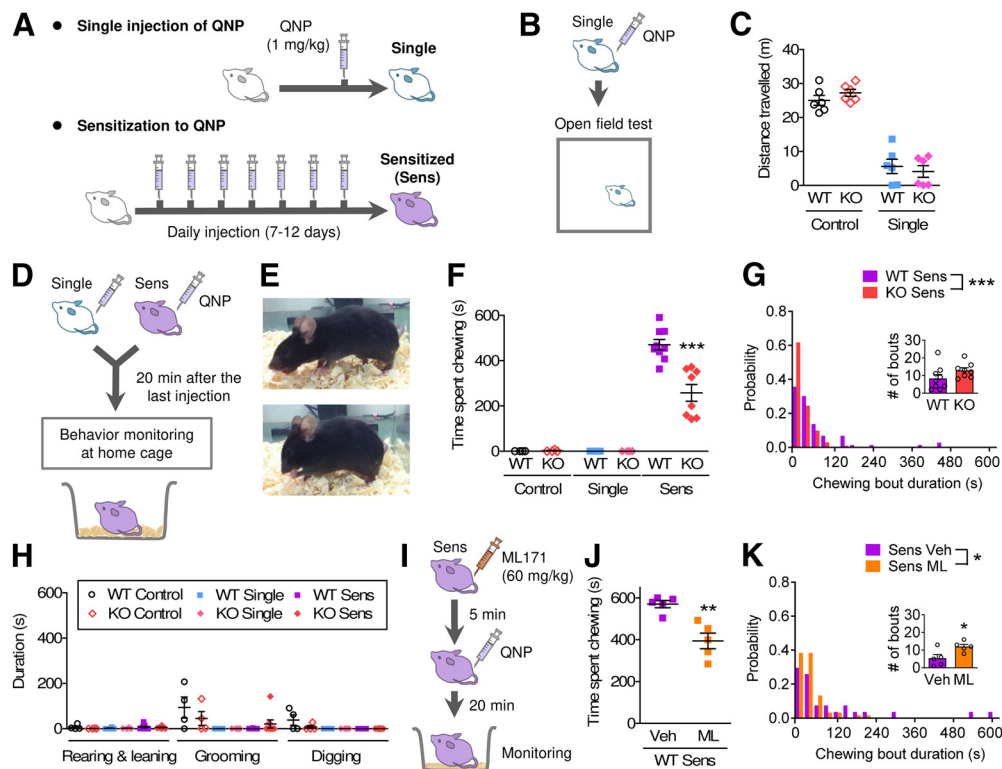 A
● Single injection of QNP
QNP
(1 mg/kg)
Single
● Sensitization to QNP
Sensitized
(Sens)
Daily injection (7-12 days)
B
Single
QNP
Open field test
C
Distance travelled (m)
40
30
20
10
0
WT KO WT KO
Control Single
D
Single Sens
QNP
20 min after the
last injection
Behavior monitoring
at home cage
E
F
Time spent chewing (s)
600
400
200
0
***
WT KO WT KO WT KO
Control Single Sens
G
WT Sens
KO Sens
***
Probability
0.8
0.6
0.4
0.2
0.0
# of bouts
30
20
10
0
WT KO
0 120 240 360 480 600
Chewing bout duration (s)
H
Duration (s)
600
400
200
0
WT Control WT Single WT Sens
KO Control KO Single KO Sens
Rearing & leaning Grooming Digging
I
Sens
ML171
(60 mg/kg)
5 min
QNP
20 min
Monitoring
J
Time spent chewing (s)
600
400
200
0
**
Veh ML
WT Sens
K
Sens Veh
Sens ML
*
Probability
0.8
0.6
0.4
0.2
0.0
# of bouts
30
20
10
0
*
Veh ML
0 120 240 360 480 600
Chewing bout duration (s)